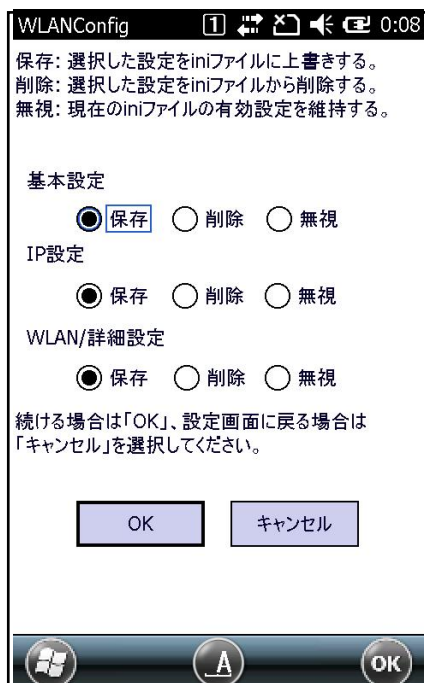 WLANConfig 1 0:08
保存: 選択した設定をiniファイルに上書きする。
削除: 選択した設定をiniファイルから削除する。
無視: 現在のiniファイルの有効設定を維持する。
基本設定
保存 削除 無視
IP設定
保存 削除 無視
WLAN/詳細設定
保存 削除 無視
続ける場合は「OK」、設定画面に戻る場合は
「キャンセル」を選択してください。
OK キャンセル
A OK